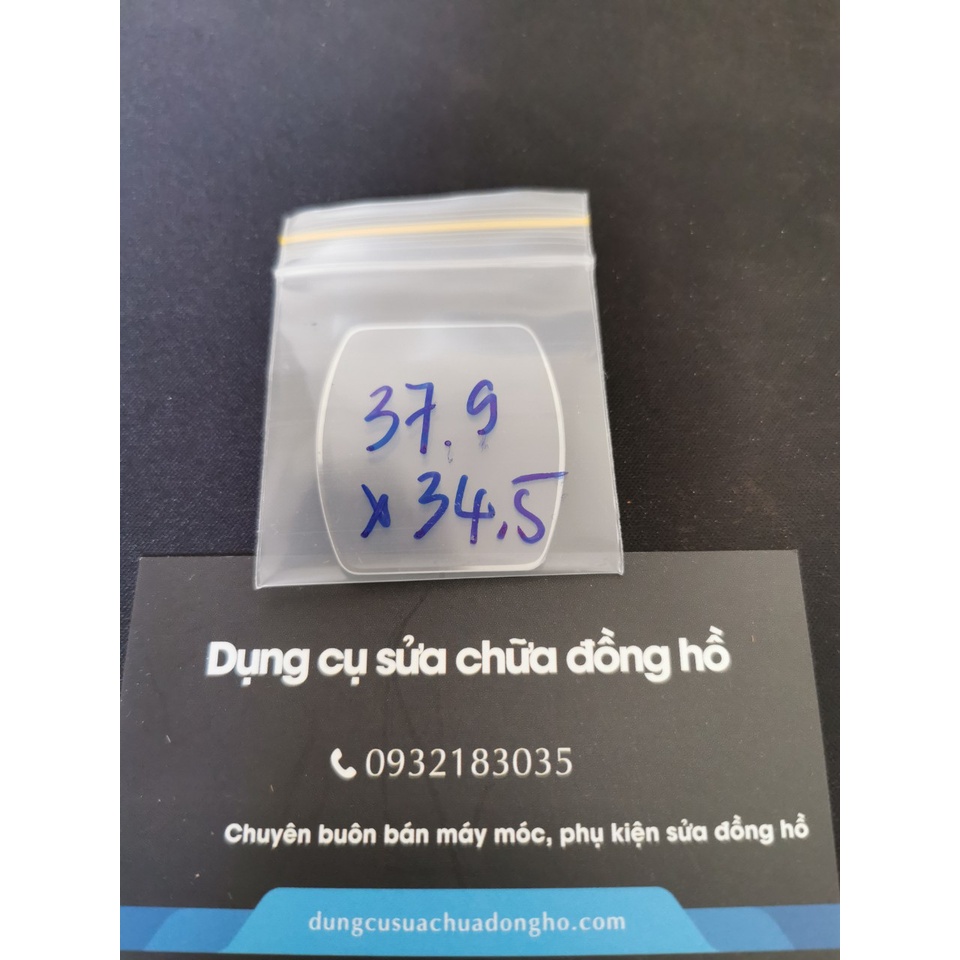 37.9
x 34.5
Dụng cụ sửa chữa đồng hồ
0932183035
Chuyên buôn bán máy móc, phụ kiện sửa đồng hồ
dungcusuachuadongho.com